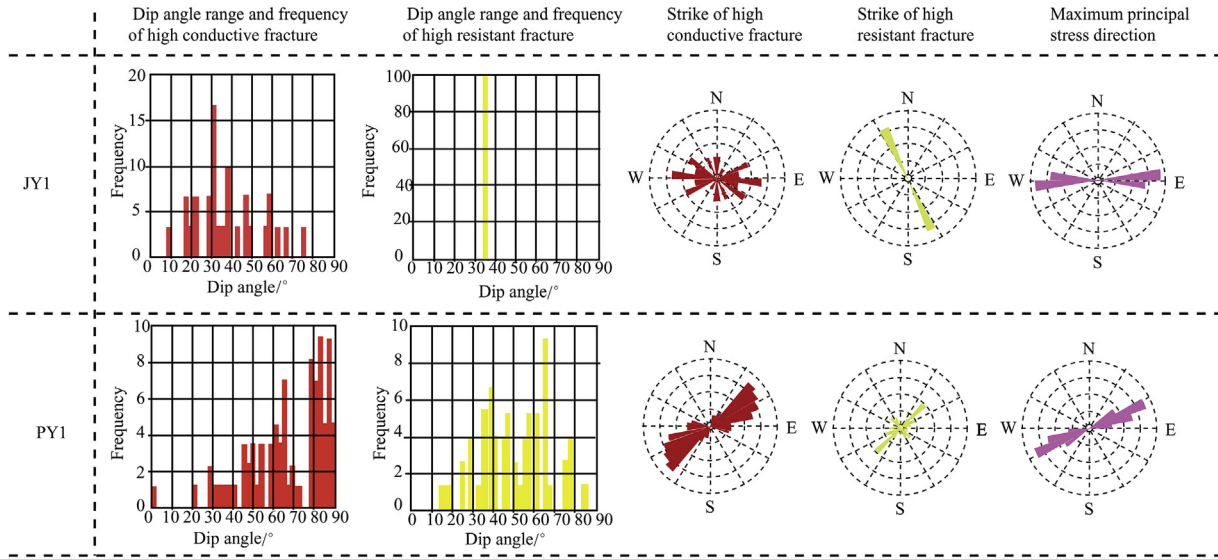 Dip angle range and frequency
of high conductive fracture
Dip angle range and frequency
of high resistant fracture
Strike of high
conductive fracture
Strike of high
resistant fracture
Maximum principal
stress direction
JY1
20
15
10
5
0
Frequency
0 10 20 30 40 50 60 70 80 90
Dip angle/°
100
80
60
40
20
0
Frequency
0 10 20 30 40 50 60 70 80 90
Dip angle/°
N
W
E
S
N
W
E
S
N
W
E
S
PY1
10
8
6
4
2
0
Frequency
0 10 20 30 40 50 60 70 80 90
Dip angle/°
10
8
6
4
2
0
Frequency
0 10 20 30 40 50 60 70 80 90
Dip angle/°
N
W
E
S
N
W
E
S
N
W
E
S